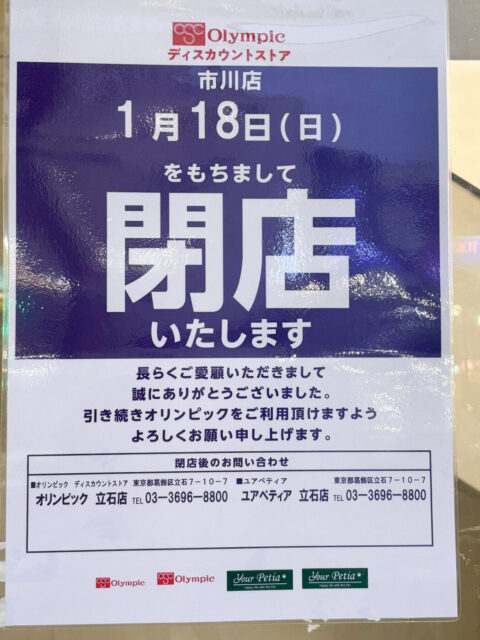 OSC Olympic
ディスカウントストア
市川店
1月18日(日)
をもちまして
閉店
いたします
長らくご愛顧いただきまして
誠にありがとうございました。
引き続きオリンピックをご利用頂けますよう
よろしくお願い申し上げます。
閉店後のお問い合わせ
■オリンピック ディスカウントストア 東京都葛飾区立石7-10-7
オリンピック 立石店 TEL 03-3696-8800
■ユアペティア 東京都葛飾区立石7-10-7
ユアペティア 立石店 TEL 03-3696-8800
OSC Olympic OSC Olympic Your Petia Your Petia